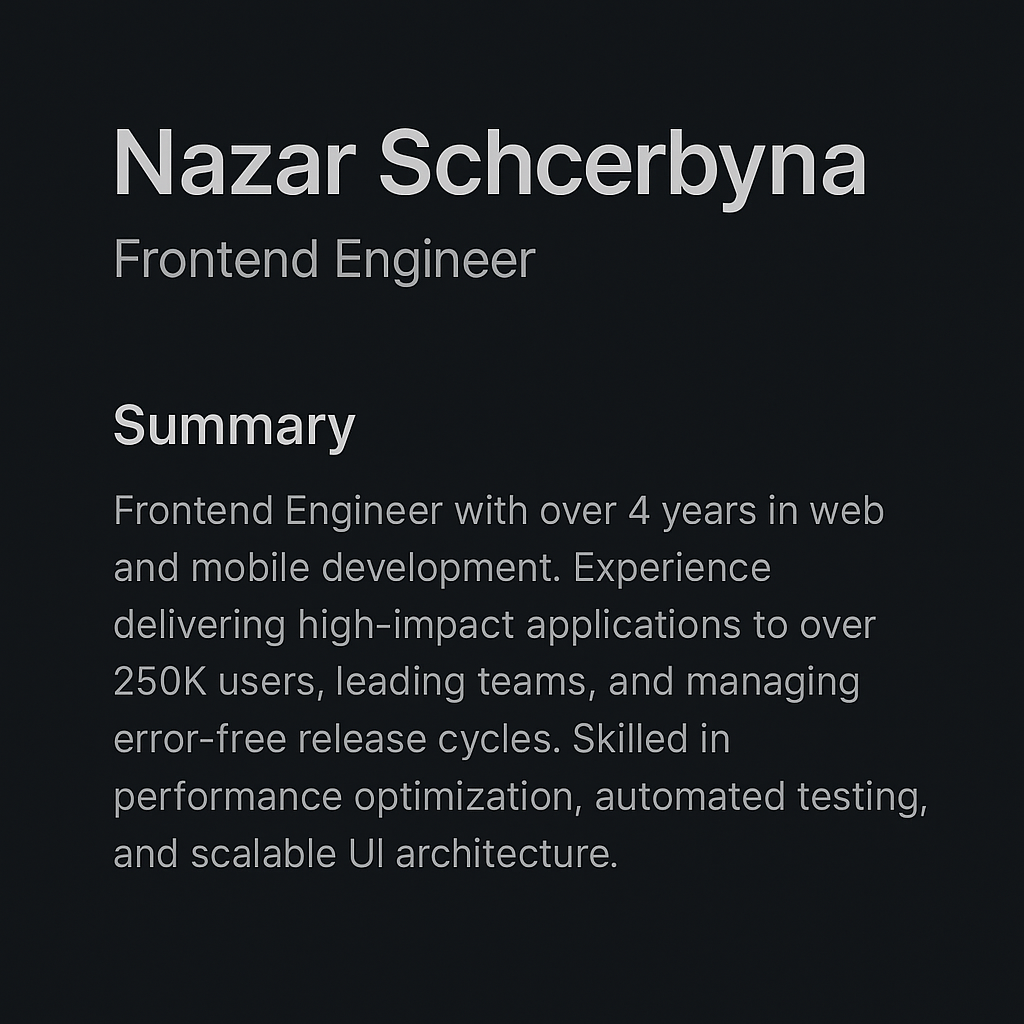 Nazar Schcerbyna
Frontend Engineer
Summary
Frontend Engineer with over 4 years in web
and mobile development. Experience
delivering high-impact applications to over
250K users, leading teams, and managing
error-free release cycles. Skilled in
performance optimization, automated testing,
and scalable UI architecture.